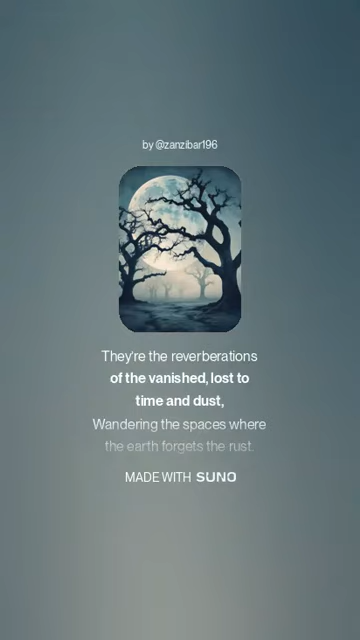 by @zanzibar196
They're the reverberations
of the vanished, lost to
time and dust,
Wandering the spaces where
the earth forgets the rust.
MADE WITH SUNO